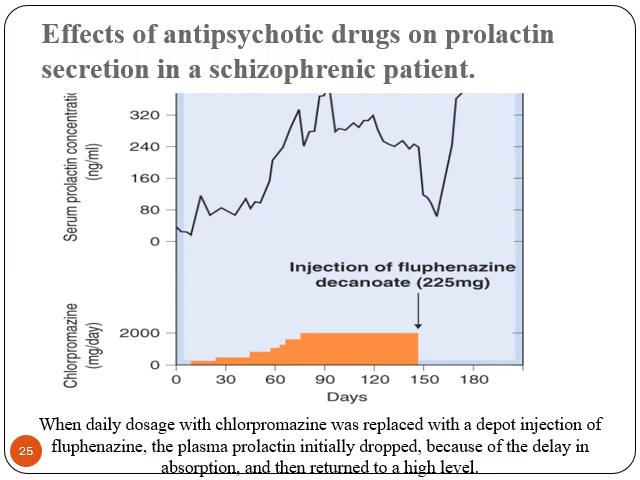 Effects of antipsychotic drugs on prolactin
secretion in a schizophrenic patient.
Serum prolactin concentratio
(ng/ml)
320
240
160
80
0
Injection of fluphenazine
decanoate (225mg)
Chlorpromazine
(mg/day)
2000
0
0 30 60 90 120 150 180
Days
When daily dosage with chlorpromazine was replaced with a depot injection of
25
fluphenazine, the plasma prolactin initially dropped, because of the delay in
absorption, and then returned to a high level.